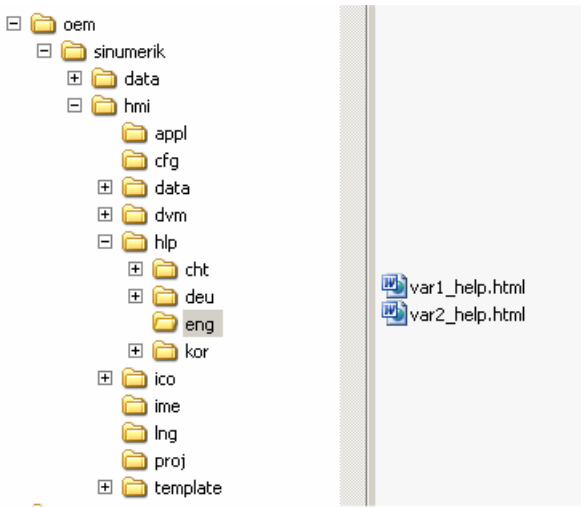 oem
sinumerik
data
hmi
appl
cfg
data
dvm
hlp
cht
deu
eng
kor
ico
ime
lng
proj
template
var1_help.html
var2_help.html